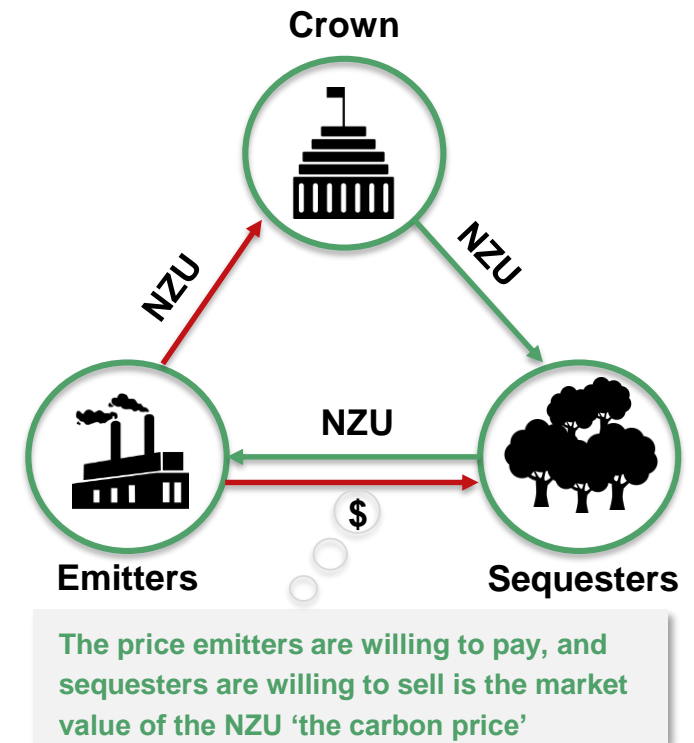 Crown
NZU
NZU
NZU
$
Emitters
Sequesters
The price emitters are willing to pay, and
sequesters are willing to sell is the market
value of the NZU ‘the carbon price’